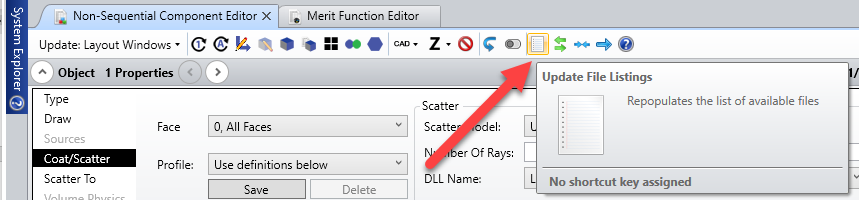 System Explorer
Non-Sequential Component Editor
Merit Function Editor
Update: Layout Windows
CAD
Z
?
Object 1 Properties
1/
Update File Listings
Repopulates the list of available files
No shortcut key assigned
Type
Draw
Sources
Coat/Scatter
Scatter To
Volume Physics
Face 0, All Faces
Profile: Use definitions below
Save Delete
Scatter
Scatter Model:
Number Of Rays:
DLL Name: